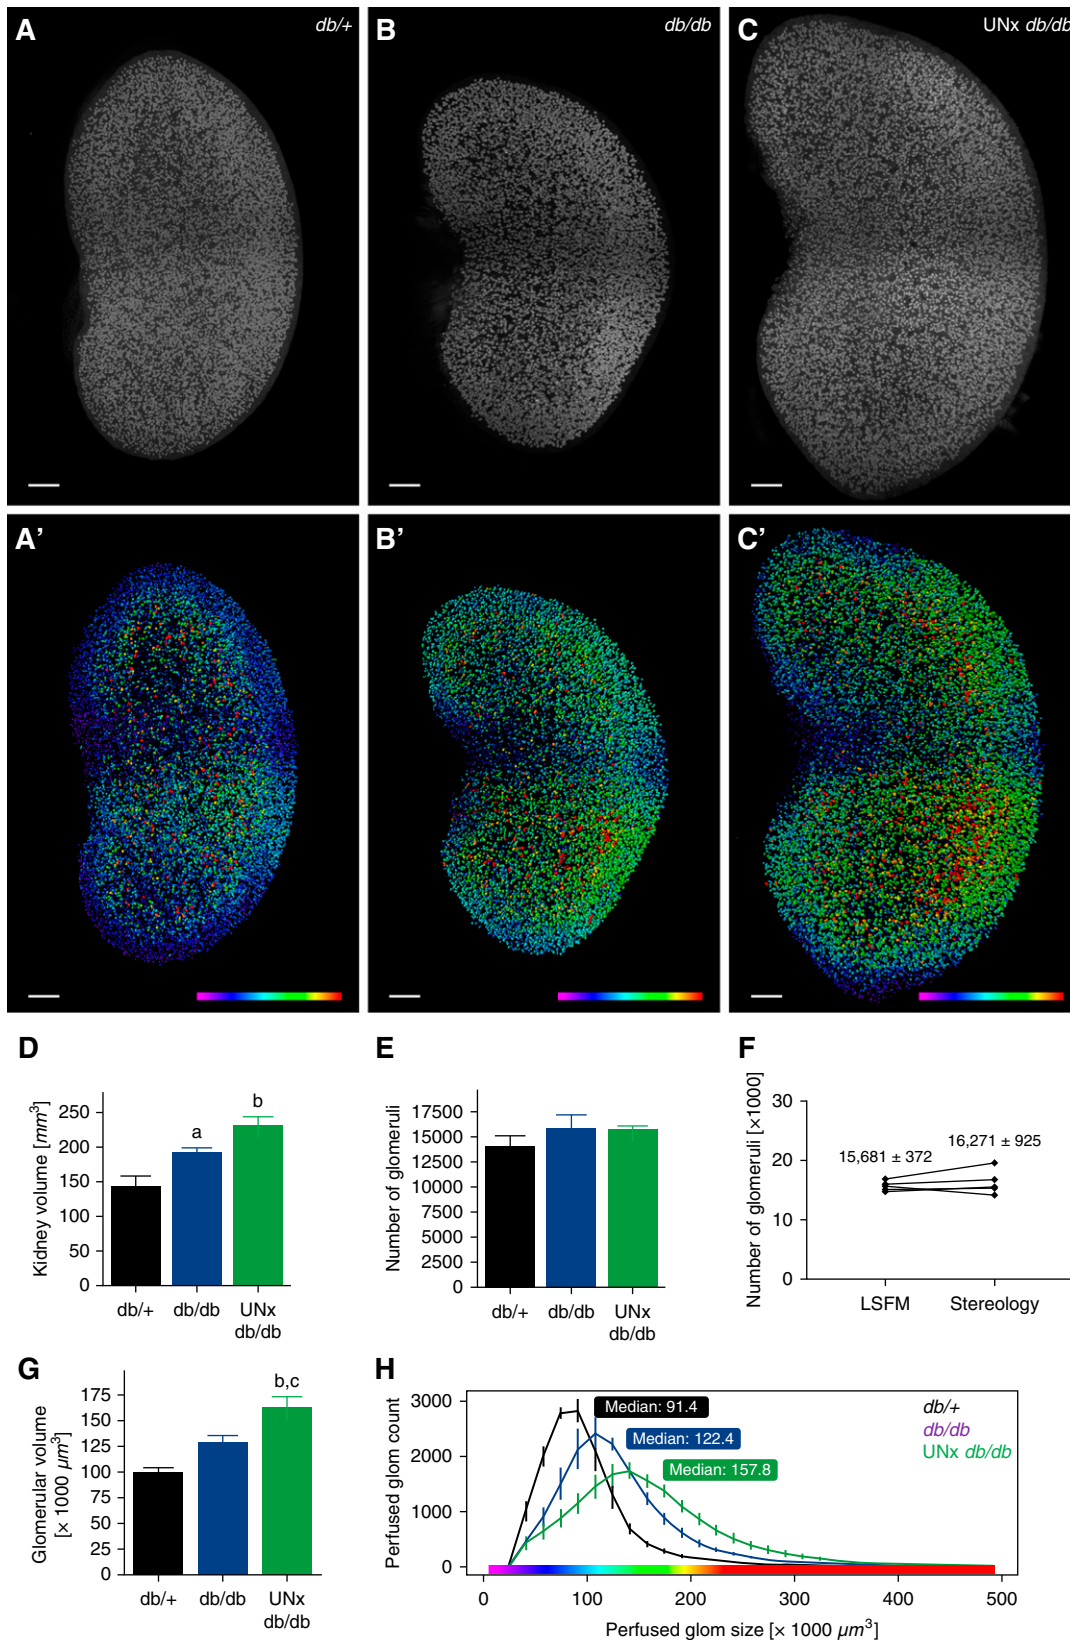 A
db/+
B
db/db
C
UNx db/db
A'
B'
C'
D
Kidney volume [mm³]
250
200
150
100
50
0
a
b
db/+
db/db
UNx
db/db
E
Number of glomeruli
17500
15000
12500
10000
7500
5000
2500
0
db/+
db/db
UNx
db/db
F
Number of glomeruli [×1000]
30
20
10
0
15,681 ± 372
16,271 ± 925
LSFM
Stereology
G
Glomerular volume
[× 1000 µm³]
175
150
125
100
75
50
25
0
b,c
db/+
db/db
UNx
db/db
H
Perfused glom count
3000
2000
1000
0
Median: 91.4
Median: 122.4
Median: 157.8
db/+
db/db
UNx db/db
0
100
200
300
400
500
Perfused glom size [× 1000 µm³]